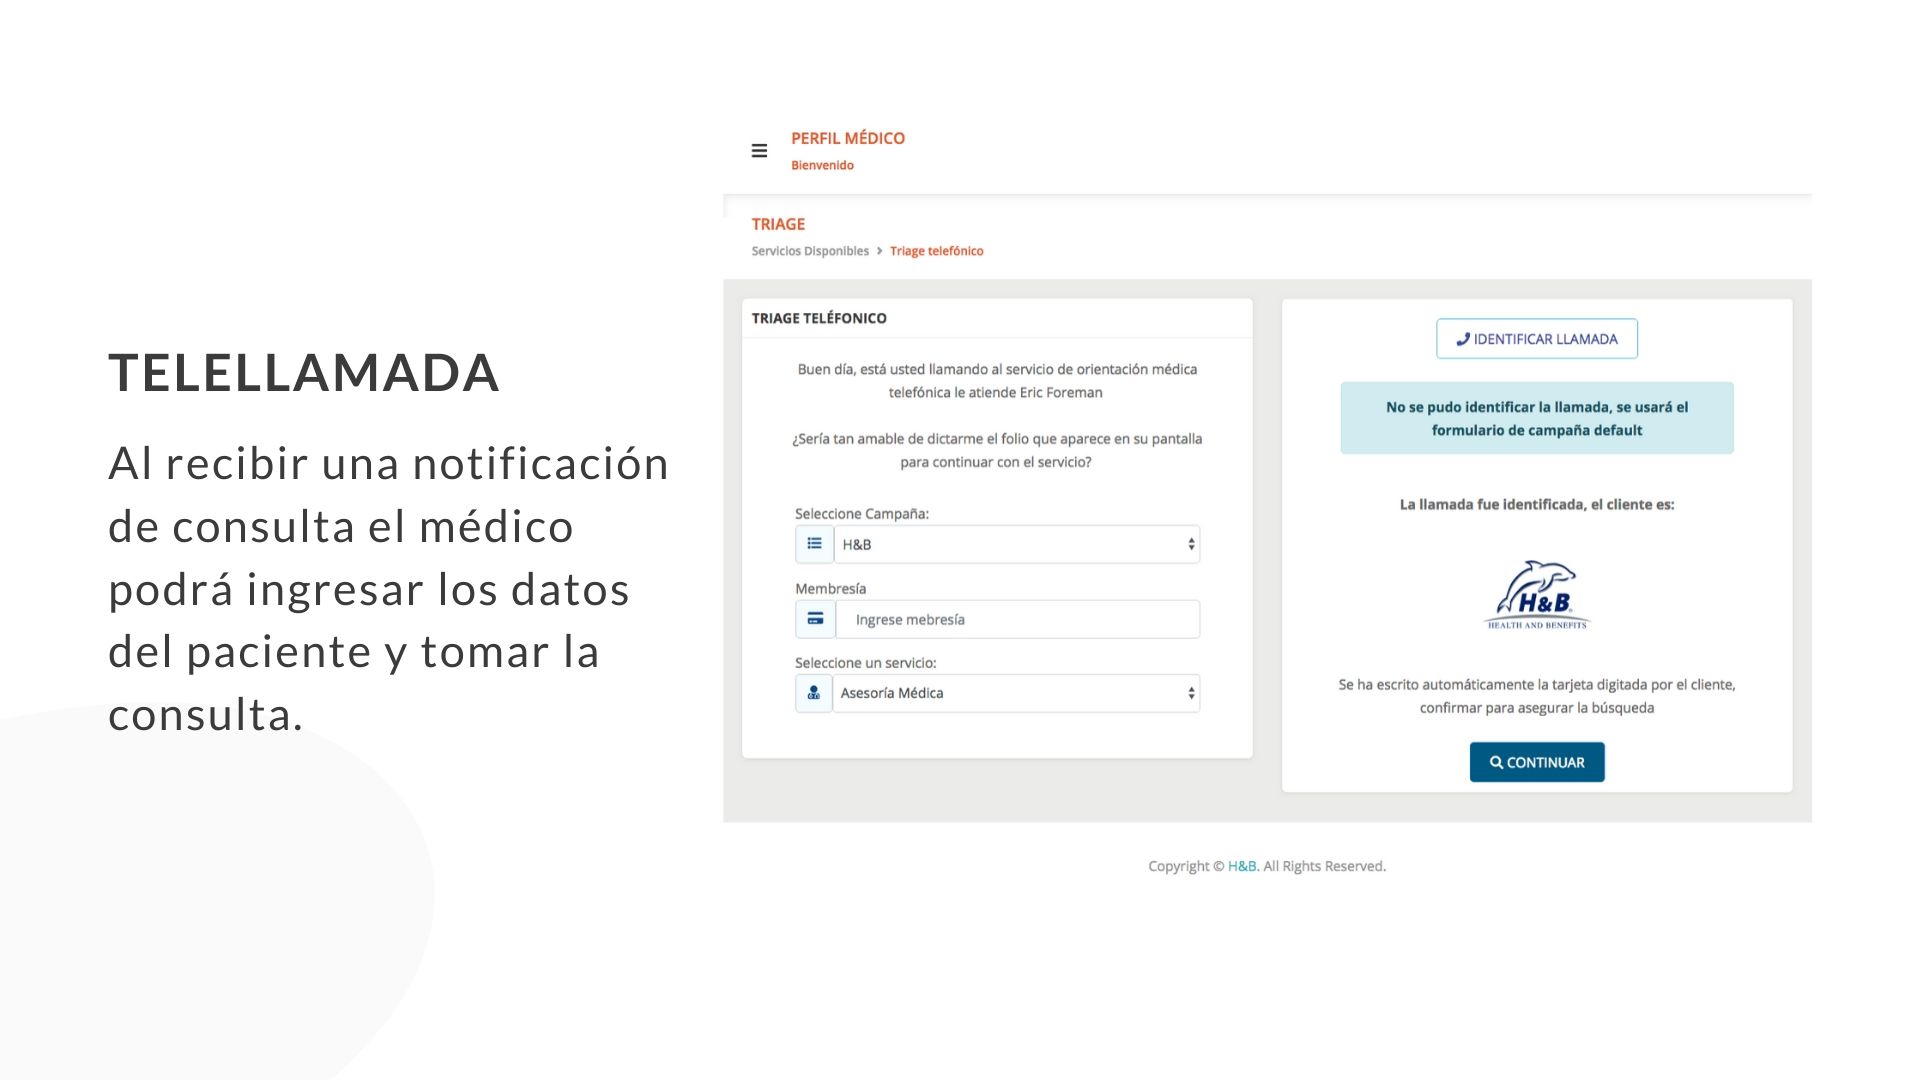 TELELLAMADA
Al recibir una notificación
de consulta el médico
podrá ingresar los datos
del paciente y tomar la
consulta.
PERFIL MÉDICO
Bienvenido
TRIAGE
Servicios Disponibles > Triage telefónico
TRIAGE TELÉFONICO
Buen día, está usted llamando al servicio de orientación médica
telefónica le atiende Eric Foreman
¿Sería tan amable de dictarme el folio que aparece en su pantalla
para continuar con el servicio?
Seleccione Campaña:
H&B
Membresía
Ingrese mebresía
Seleccione un servicio:
Asesoría Médica
IDENTIFICAR LLAMADA
No se pudo identificar la llamada, se usará el
formulario de campaña default
La llamada fue identificada, el cliente es:
H&B
HEALTH AND BENEFITS
Se ha escrito automáticamente la tarjeta digitada por el cliente,
confirmar para asegurar la búsqueda
CONTINUAR
Copyright © H&B. All Rights Reserved.